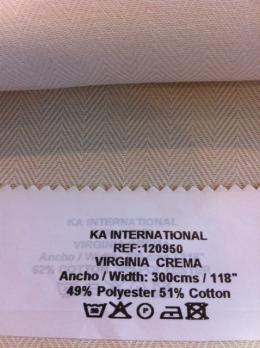 KA INTERNATIONAL
REF:120950
VIRGINIA CREMA
Ancho / Width: 300cms / 118"
49% Polyester 51% Cotton